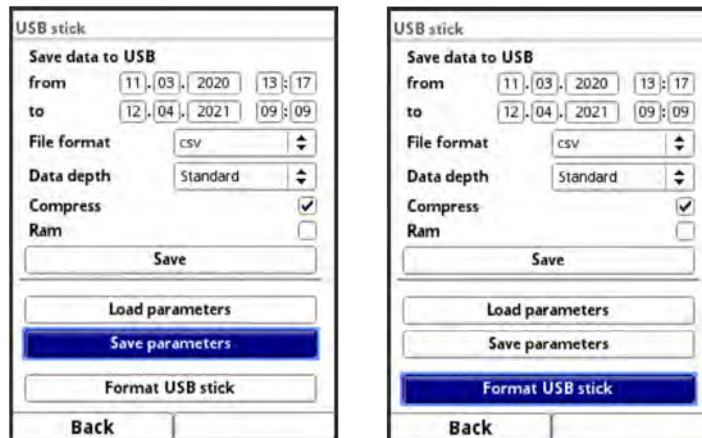 USB stick
Save data to USB
from 11.03.2020 13:17
to 12.04.2021 09:09
File format csv
Data depth Standard
Compress
Ram
Save
Load parameters
Save parameters
Format USB stick
Back
USB stick
Save data to USB
from 11.03.2020 13:17
to 12.04.2021 09:09
File format csv
Data depth Standard
Compress
Ram
Save
Load parameters
Save parameters
Format USB stick
Back